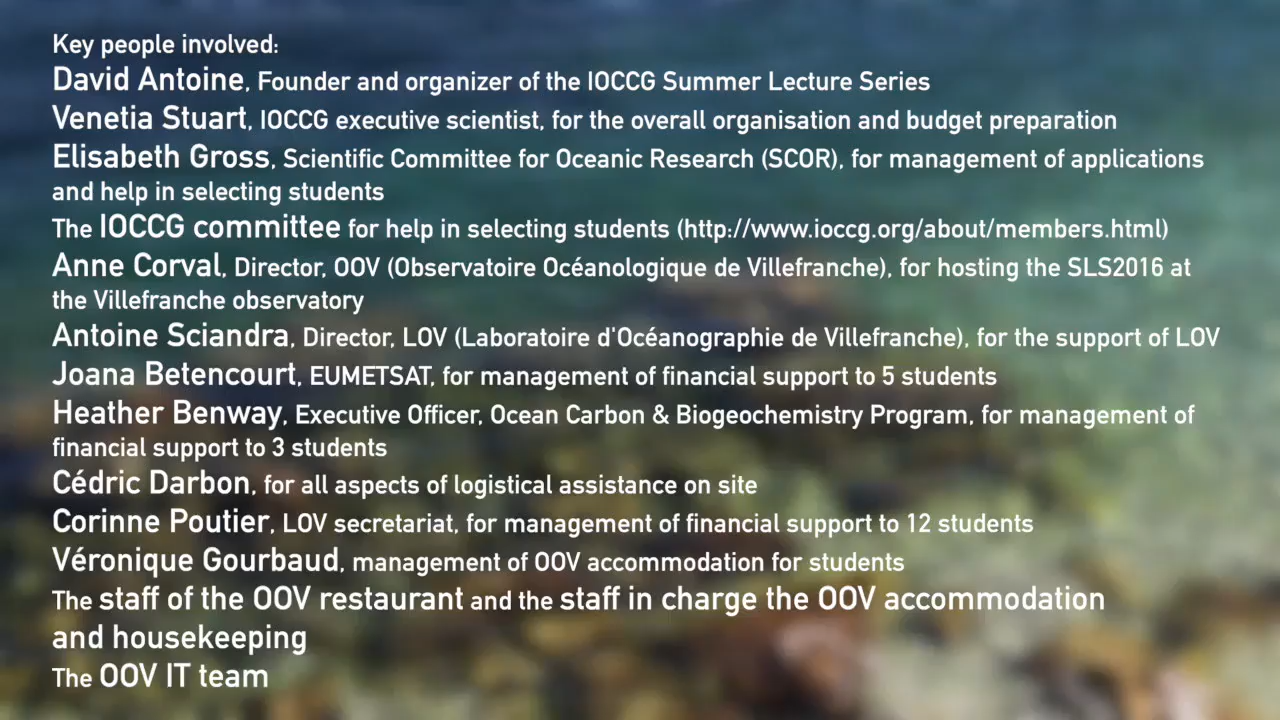 Key people involved:
David Antoine, Founder and organizer of the IOCCG Summer Lecture Series
Venetia Stuart, IOCCG executive scientist, for the overall organisation and budget preparation
Elisabeth Gross, Scientific Committee for Oceanic Research (SCOR), for management of applications
and help in selecting students
The IOCCG committee for help in selecting students (http://www.ioccg.org/about/members.html)
Anne Corval, Director, OOV (Observatoire Océanologique de Villefranche), for hosting the SLS2016 at
the Villefranche observatory
Antoine Sciandra, Director, LOV (Laboratoire d'Océanographie de Villefranche), for the support of LOV
Joana Betencourt, EUMETSAT, for management of financial support to 5 students
Heather Benway, Executive Officer, Ocean Carbon & Biogeochemistry Program, for management of
financial support to 3 students
Cédric Darbon, for all aspects of logistical assistance on site
Corinne Poutier, LOV secretariat, for management of financial support to 12 students
Véronique Gourbaud, management of OOV accommodation for students
The staff of the OOV restaurant and the staff in charge the OOV accommodation
and housekeeping
The OOV IT team